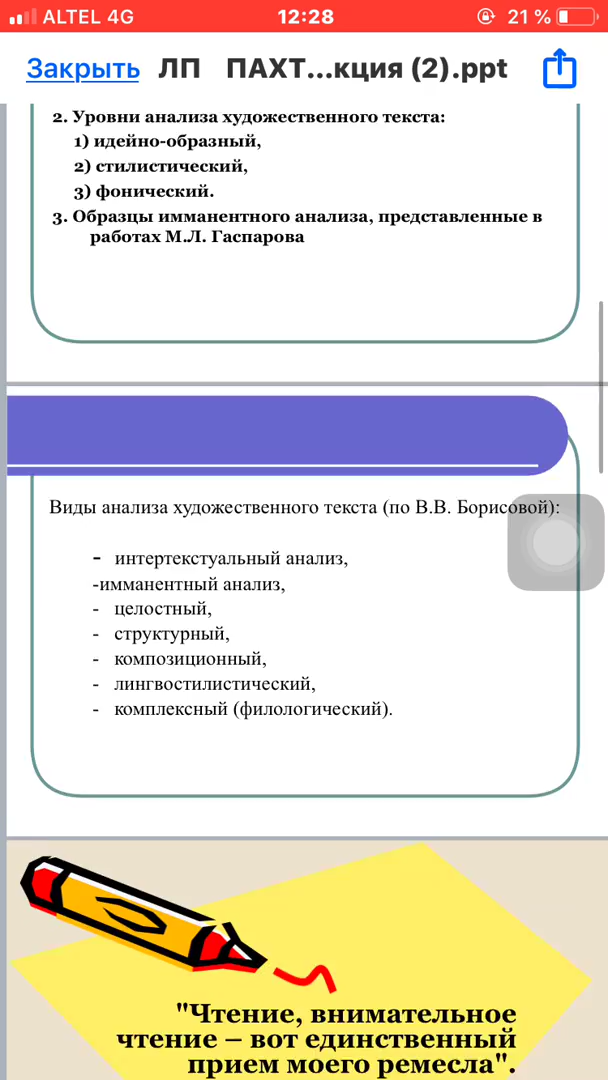 ALTEL 4G 12:28 21 %
Закрыть ЛП ПАХТ...кция (2).ppt
2. Уровни анализа художественного текста:
1) идейно-образный,
2) стилистический,
3) фонический.
3. Образцы имманентного анализа, представленные в
работах М.Л. Гаспарова
Виды анализа художественного текста (по В.В. Борисовой):
- интертекстуальный анализ,
-имманентный анализ,
- целостный,
- структурный,
- композиционный,
- лингвостилистический,
- комплексный (филологический).
"Чтение, внимательное
чтение – вот единственный
прием моего ремесла".